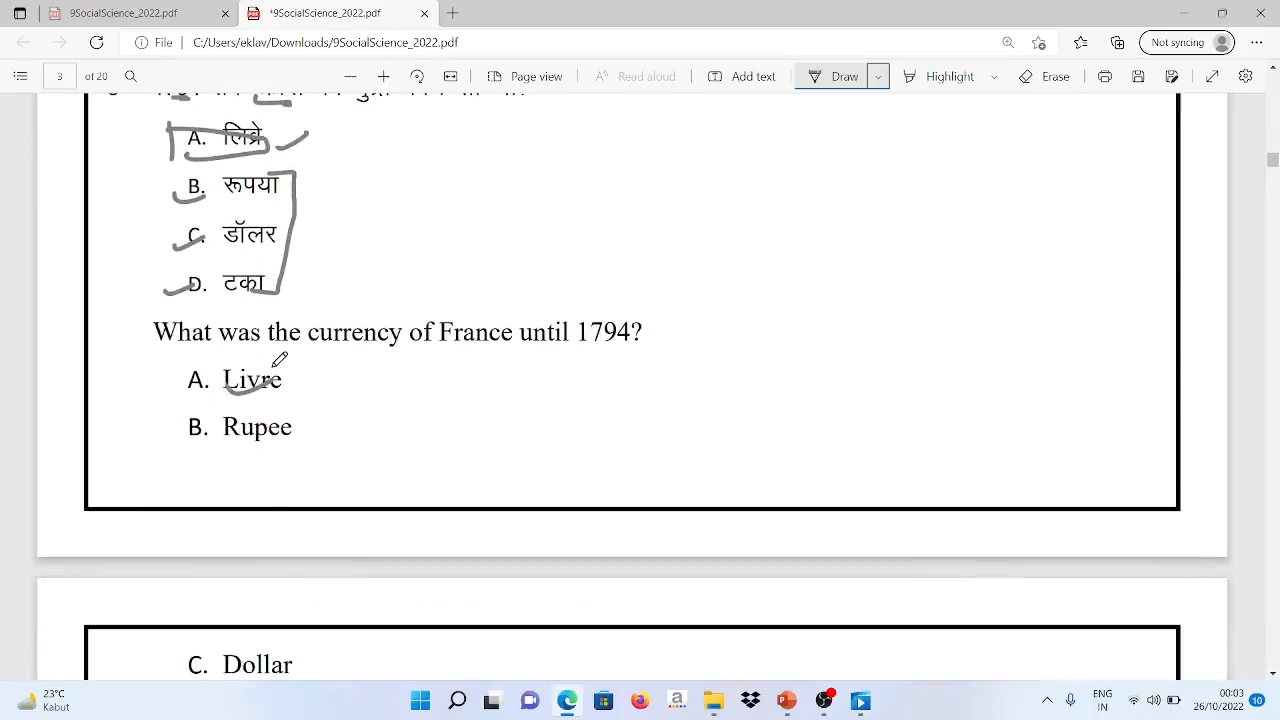 9SocialScience_2022.pdf
*9SocialScience_2022.pdf
File | C:/Users/eklav/Downloads/9SocialScience_2022.pdf
Not syncing
3 of 20
Page view
Read aloud
Add text
Draw
Highlight
Erase
A. लिव्रे
B. रूपया
C. डॉलर
D. टका
What was the currency of France until 1794?
A. Livre
B. Rupee
C. Dollar
23°C
Kabut
ENG
IN
00:03
26/10/2022
10